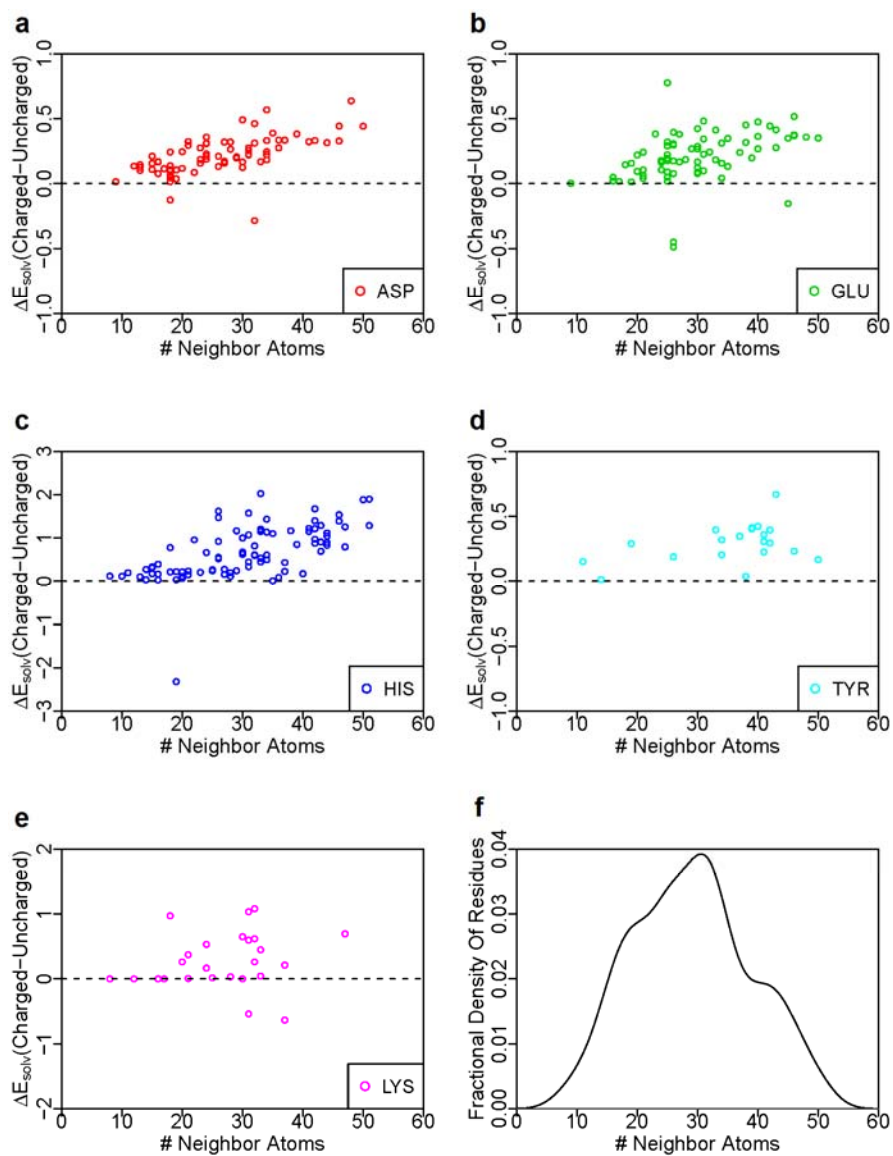 a
ΔEsolv(Charged−Uncharged)
1.0
0.5
0.0
−0.5
−1.0
ASP
0 10 20 30 40 50 60
# Neighbor Atoms
b
ΔEsolv(Charged−Uncharged)
1.0
0.5
0.0
−0.5
−1.0
GLU
0 10 20 30 40 50 60
# Neighbor Atoms
c
ΔEsolv(Charged−Uncharged)
3
2
1
0
−1
−2
−3
HIS
0 10 20 30 40 50 60
# Neighbor Atoms
d
ΔEsolv(Charged−Uncharged)
1.0
0.5
0.0
−0.5
−1.0
TYR
0 10 20 30 40 50 60
# Neighbor Atoms
e
ΔEsolv(Charged−Uncharged)
2
1
0
−1
−2
LYS
0 10 20 30 40 50 60
# Neighbor Atoms
f
Fractional Density Of Residues
0.04
0.03
0.02
0.01
0.00
0 10 20 30 40 50 60
# Neighbor Atoms